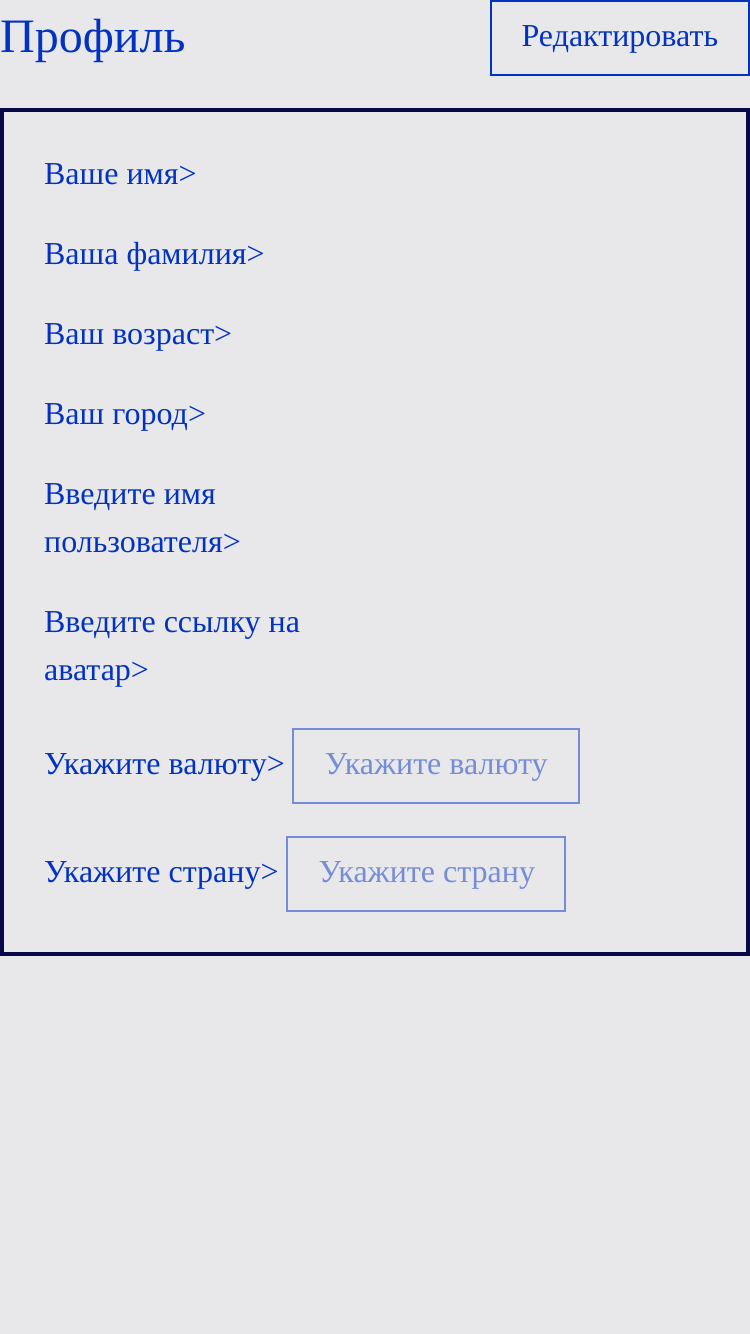 Профиль
Редактировать
Ваше имя>
Ваша фамилия>
Ваш возраст>
Ваш город>
Введите имя
пользователя>
Введите ссылку на
аватар>
Укажите валюту> Укажите валюту
Укажите страну> Укажите страну